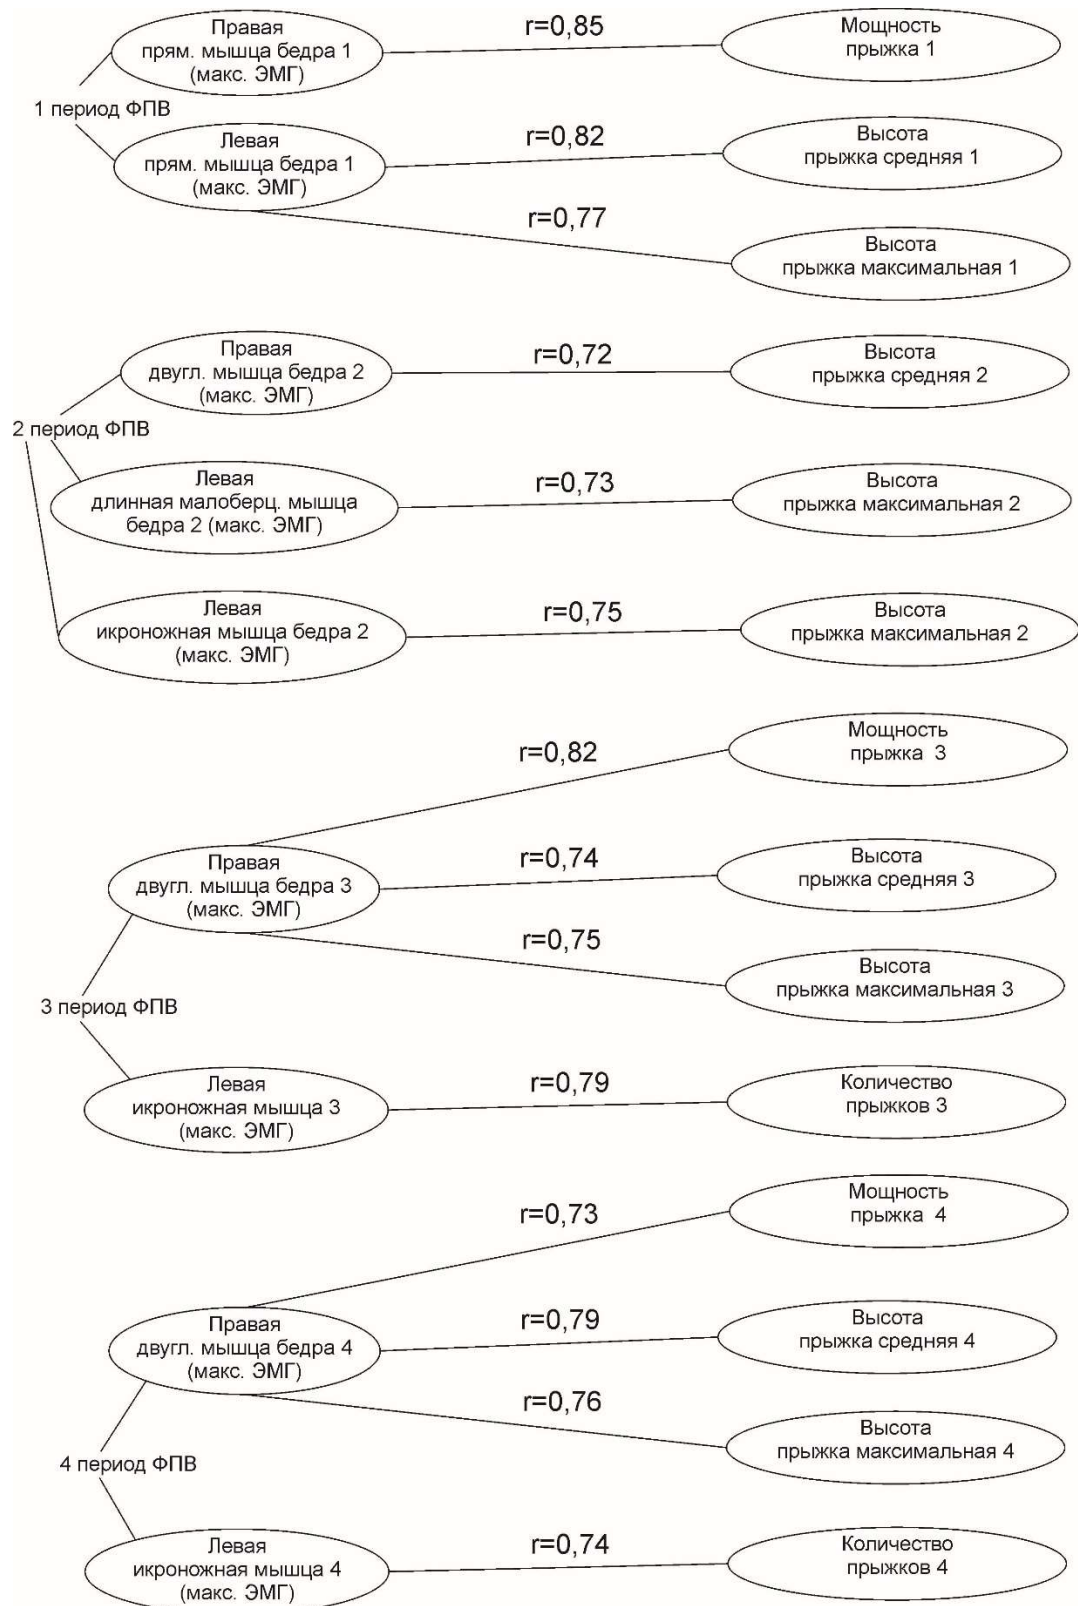 Правая
прям. мышца бедра 1
(макс. ЭМГ)
r=0,85
Мощность
прыжка 1
1 период ФПВ
Левая
прям. мышца бедра 1
(макс. ЭМГ)
r=0,82
Высота
прыжка средняя 1
r=0,77
Высота
прыжка максимальная 1
Правая
двугл. мышца бедра 2
(макс. ЭМГ)
r=0,72
Высота
прыжка средняя 2
2 период ФПВ
Левая
длинная малоберц. мышца
бедра 2 (макс. ЭМГ)
r=0,73
Высота
прыжка максимальная 2
Левая
икроножная мышца бедра 2
(макс. ЭМГ)
r=0,75
Высота
прыжка максимальная 2
r=0,82
Мощность
прыжка 3
Правая
двугл. мышца бедра 3
(макс. ЭМГ)
r=0,74
Высота
прыжка средняя 3
r=0,75
Высота
прыжка максимальная 3
3 период ФПВ
Левая
икроножная мышца 3
(макс. ЭМГ)
r=0,79
Количество
прыжков 3
r=0,73
Мощность
прыжка 4
Правая
двугл. мышца бедра 4
(макс. ЭМГ)
r=0,79
Высота
прыжка средняя 4
r=0,76
Высота
прыжка максимальная 4
4 период ФПВ
Левая
икроножная мышца 4
(макс. ЭМГ)
r=0,74
Количество
прыжков 4